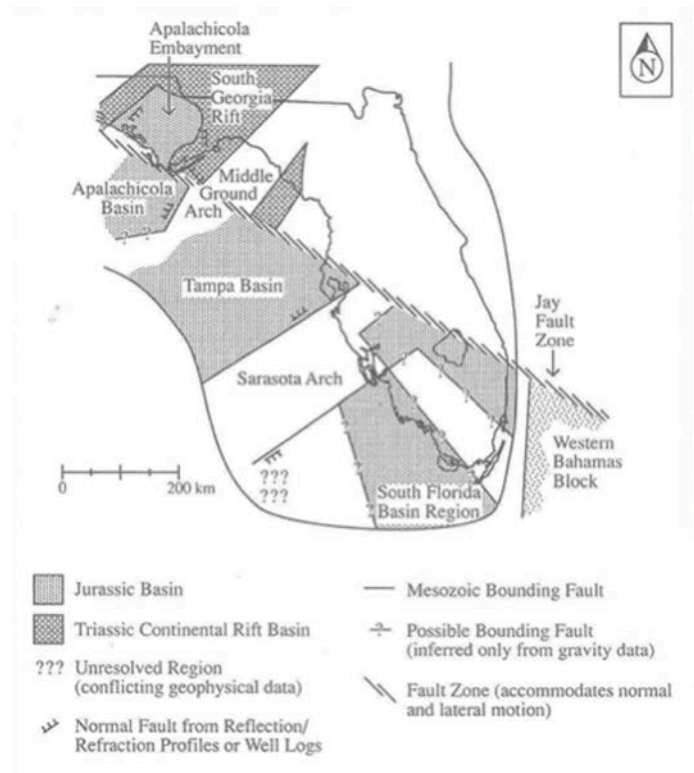 Apalachicola
Embayment
South
Georgia
Rift
N
Apalachicola
Basin
Middle
Ground
Arch
Tampa Basin
Jay
Fault
Zone
Sarasota Arch
Western
Bahamas
Block
???
???
South Florida
Basin Region
0 200 km
Jurassic Basin
Triassic Continental Rift Basin
??? Unresolved Region
(conflicting geophysical data)
Normal Fault from Reflection/
Refraction Profiles or Well Logs
Mesozoic Bounding Fault
? Possible Bounding Fault
(inferred only from gravity data)
Fault Zone (accommodates normal
and lateral motion)